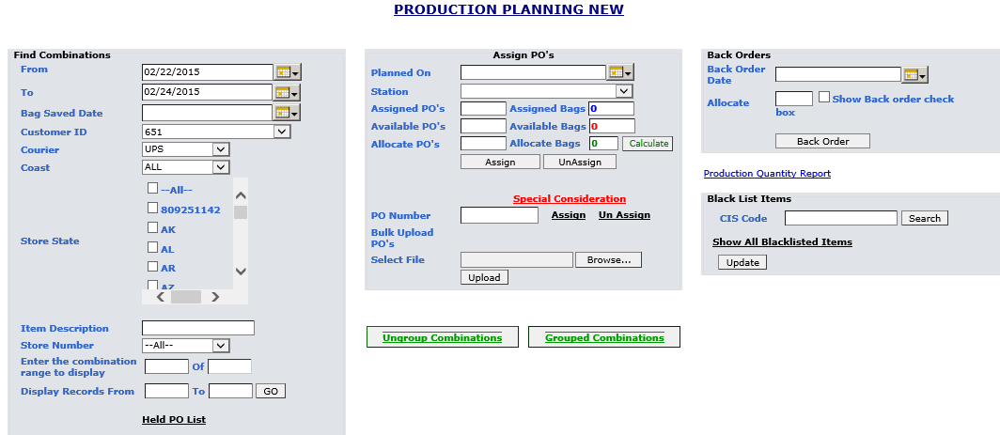 PRODUCTION PLANNING NEW
Find Combinations
From 02/22/2015
To 02/24/2015
Bag Saved Date
Customer ID 651
Courier UPS
Coast ALL
Store State
--All--
809251142
AK
AL
AR
AZ
Item Description
Store Number --All--
Enter the combination
range to display Of
Display Records From To GO
Held PO List
Assign PO's
Planned On
Station
Assigned PO's Assigned Bags 0
Available PO's Available Bags 0
Allocate PO's Allocate Bags 0 Calculate
Assign UnAssign
Special Consideration
PO Number Assign Un Assign
Bulk Upload
PO's
Select File Browse...
Upload
Ungroup Combinations Grouped Combinations
Back Orders
Back Order
Date
Allocate Show Back order check
box
Back Order
Production Quantity Report
Black List Items
CIS Code Search
Show All Blacklisted Items
Update